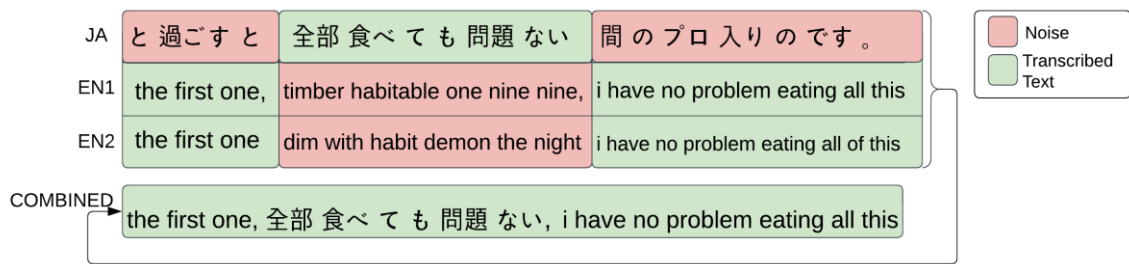 JA と 過ごす と 全部 食べ て も 問題 ない 間 の プロ 入り の です 。
EN1 the first one, timber habitable one nine nine, i have no problem eating all this
EN2 the first one dim with habit demon the night i have no problem eating all of this
COMBINED the first one, 全部 食べ て も 問題 ない, i have no problem eating all this
Noise
Transcribed
Text